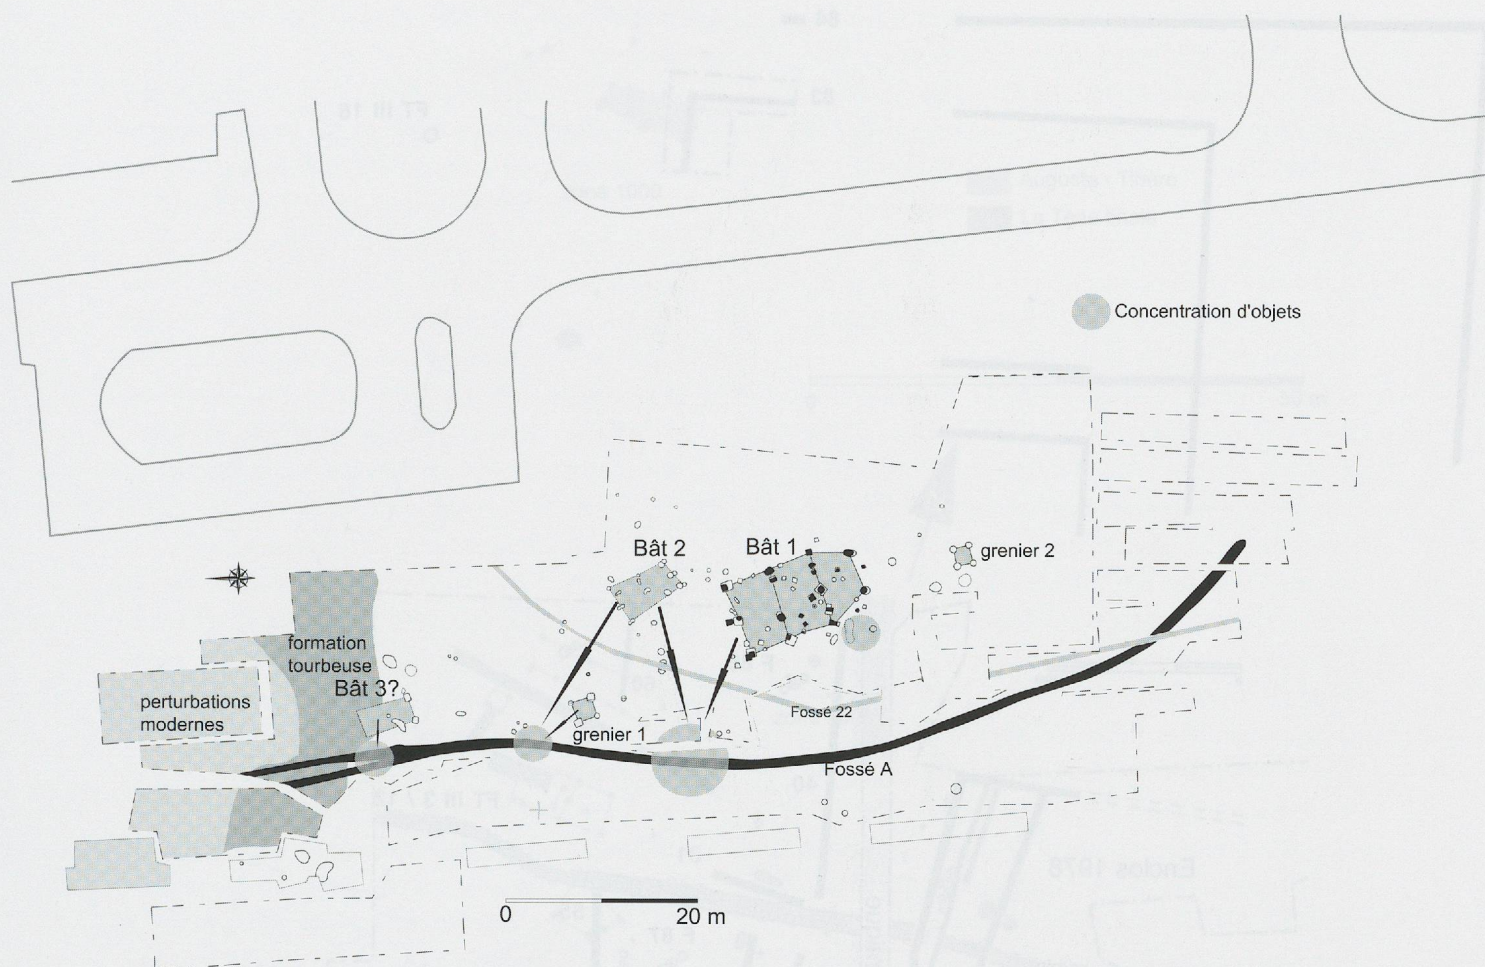 Concentration d'objets
Bât 2
Bât 1
grenier 2
formation
tourbeuse
Bât 3?
perturbations
modernes
grenier 1
Fossé 22
Fossé A
0
20 m